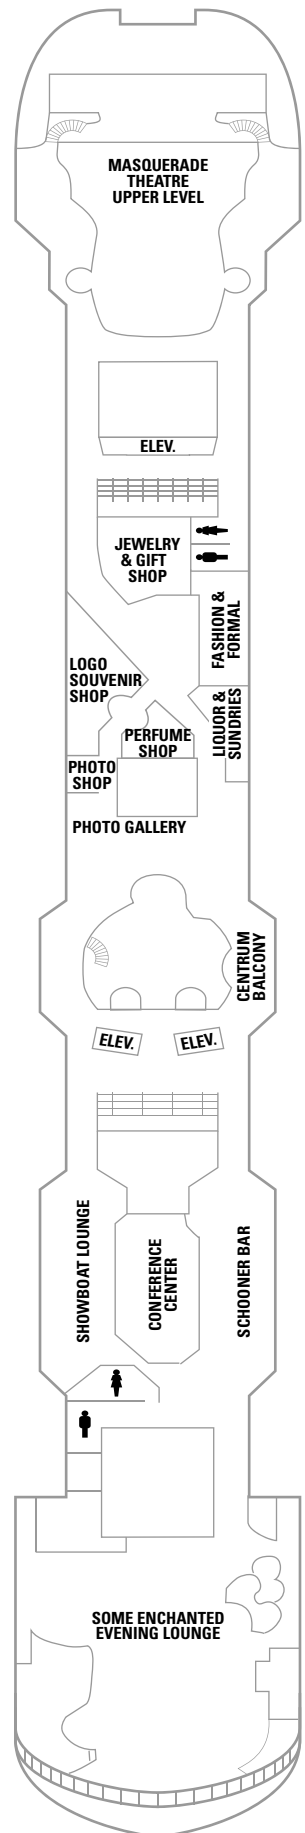 MASQUERADE
THEATRE
UPPER LEVEL
ELEV.
JEWELRY
& GIFT
SHOP
FASHION &
FORMAL
LOGO
SOUVENIR
SHOP
LIQUOR &
SUNDRIES
PERFUME
SHOP
PHOTO
SHOP
PHOTO GALLERY
CENTRUM
BALCONY
ELEV.
ELEV.
SHOWBOAT LOUNGE
CONFERENCE
CENTER
SCHOONER BAR
SOME ENCHANTED
EVENING LOUNGE